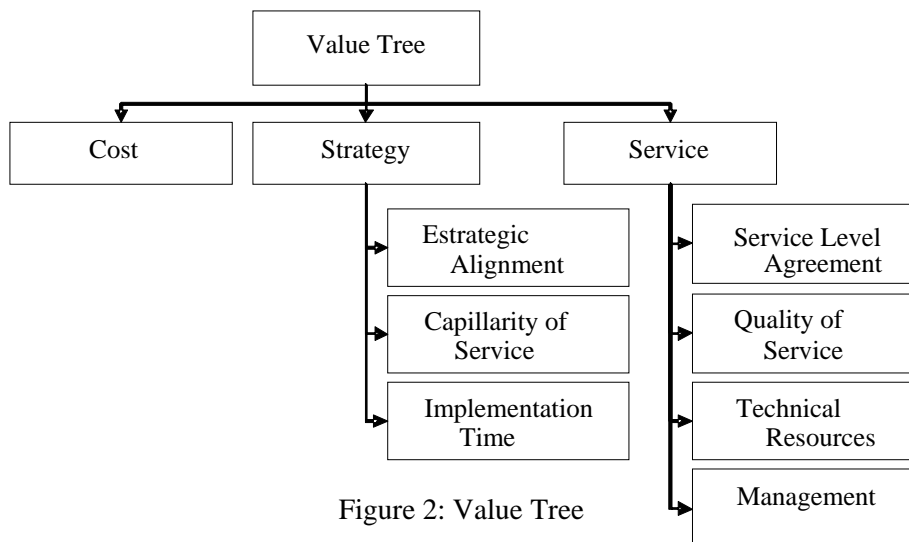 Value Tree
Cost
Strategy
Service
Estrategic
Alignment
Capillarity of
Service
Implementation
Time
Service Level
Agreement
Quality of
Service
Technical
Resources
Management
Figure 2: Value Tree